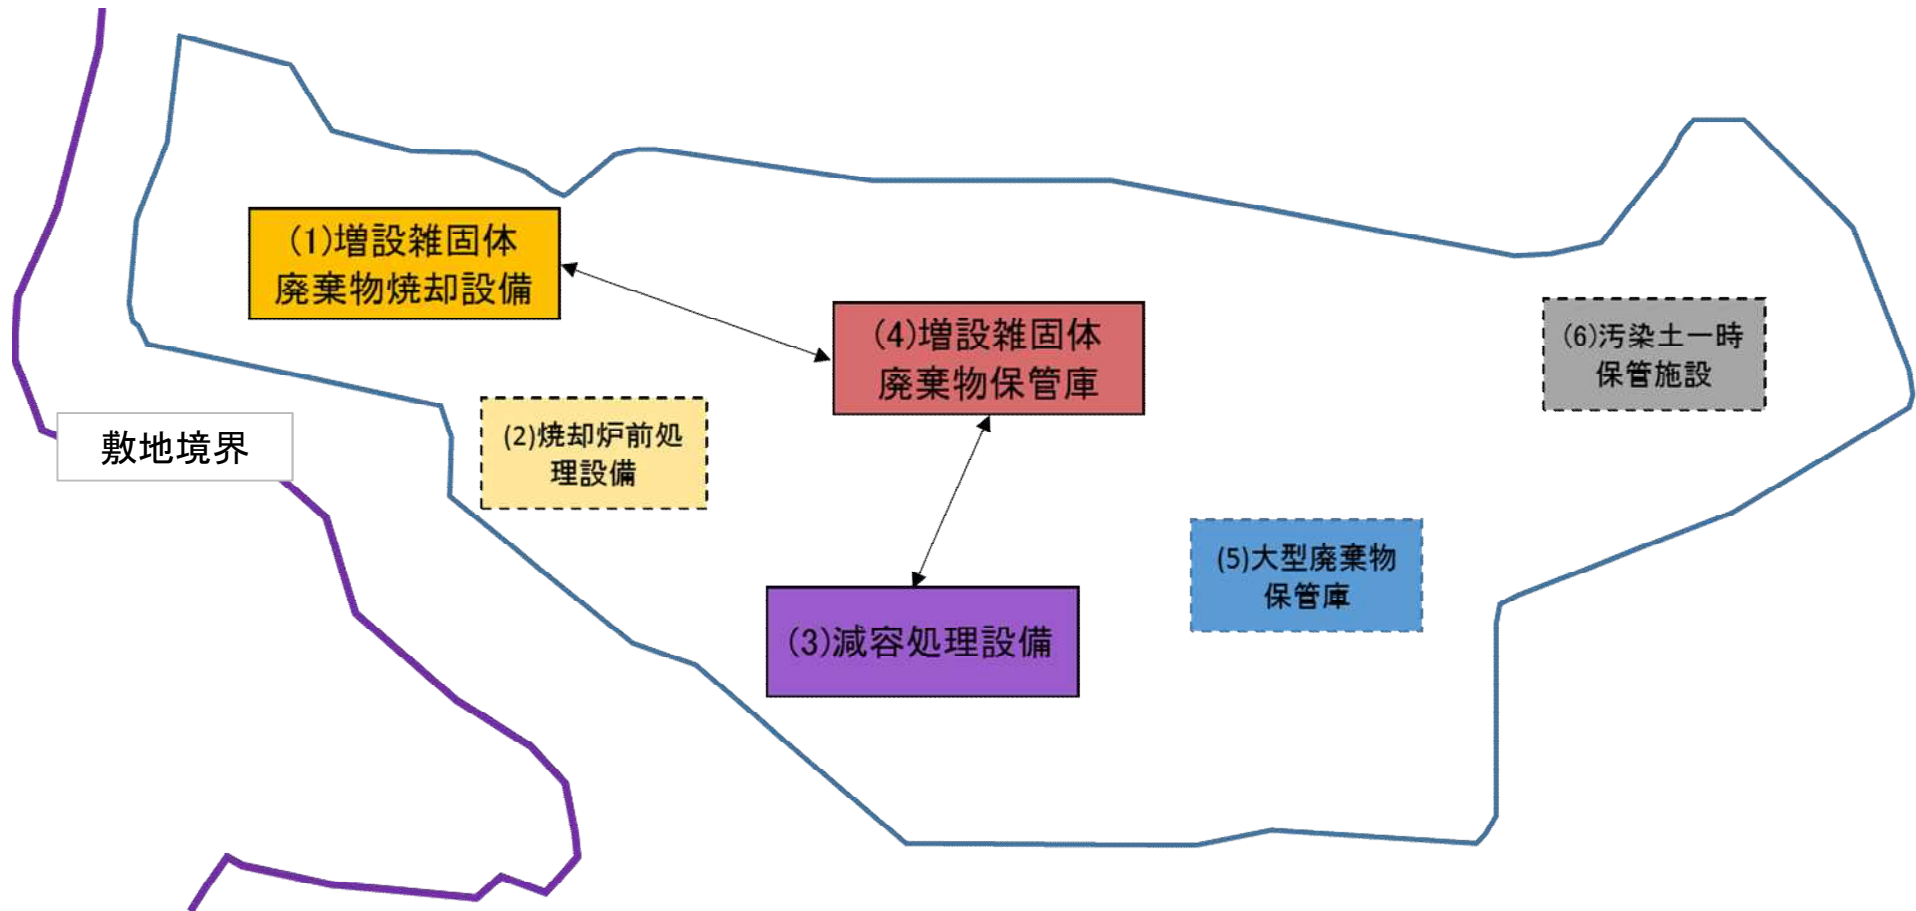 (1)増設雑固体
廃棄物焼却設備
(4)増設雑固体
廃棄物保管庫
(6)汚染土一時
保管施設
敷地境界
(2)焼却炉前処
理設備
(5)大型廃棄物
保管庫
(3)減容処理設備